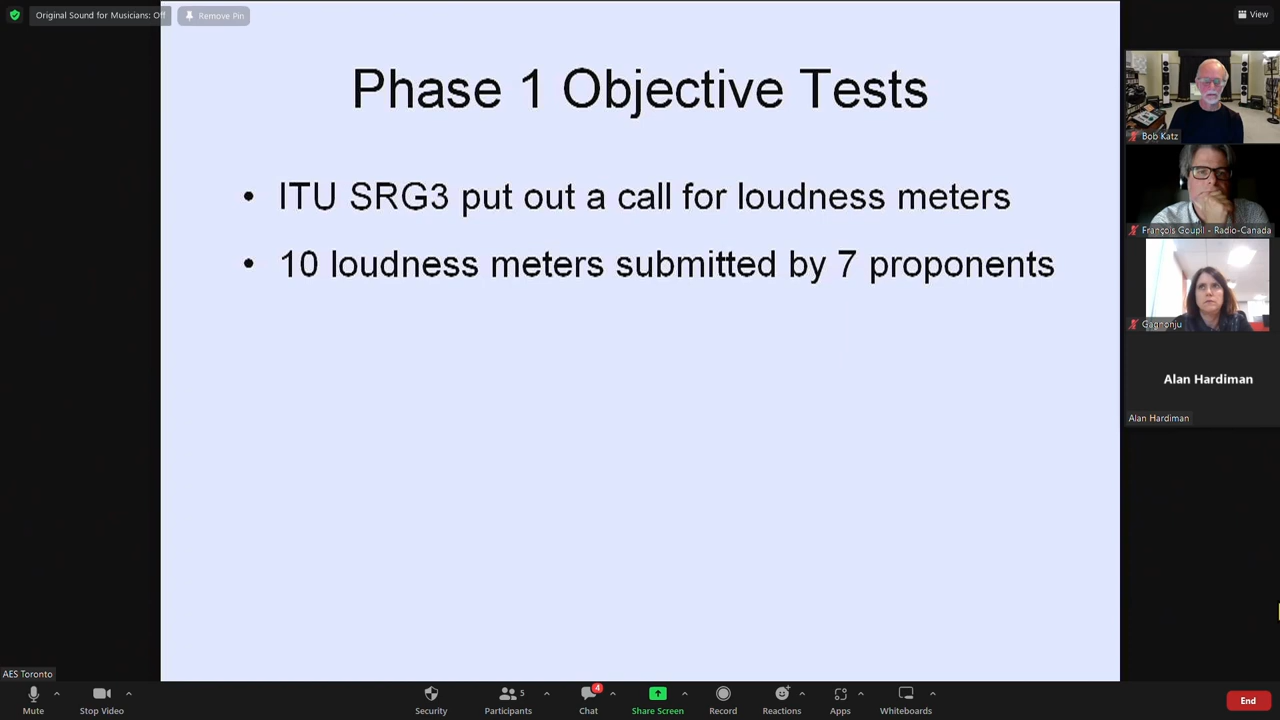 Original Sound for Musicians: Off
Remove Pin
View
Phase 1 Objective Tests
• ITU SRG3 put out a call for loudness meters
• 10 loudness meters submitted by 7 proponents
Bob Katz
François Goupil - Radio-Canada
Gagnonju
Alan Hardiman
Alan Hardiman
AES Toronto
Mute
Stop Video
Security
5
Participants
4
Chat
Share Screen
Record
Reactions
Apps
Whiteboards
End